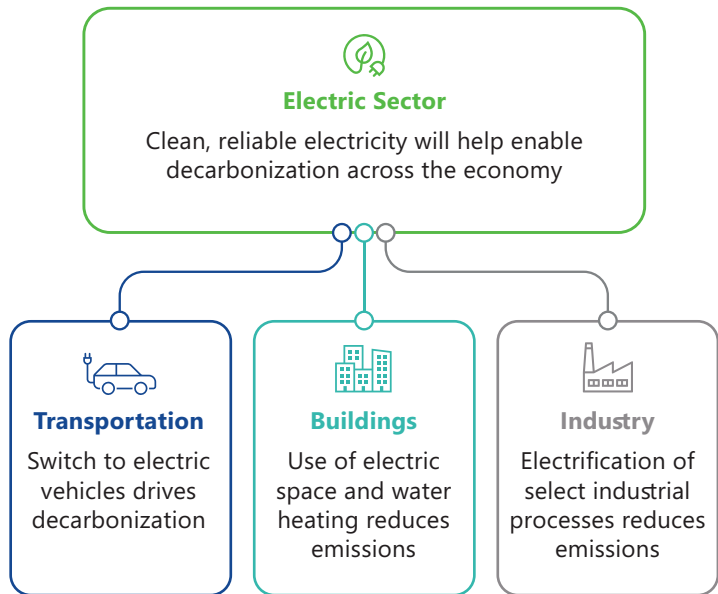 Electric Sector
Clean, reliable electricity will help enable
decarbonization across the economy
Transportation
Switch to electric
vehicles drives
decarbonization
Buildings
Use of electric
space and water
heating reduces
emissions
Industry
Electrification of
select industrial
processes reduces
emissions